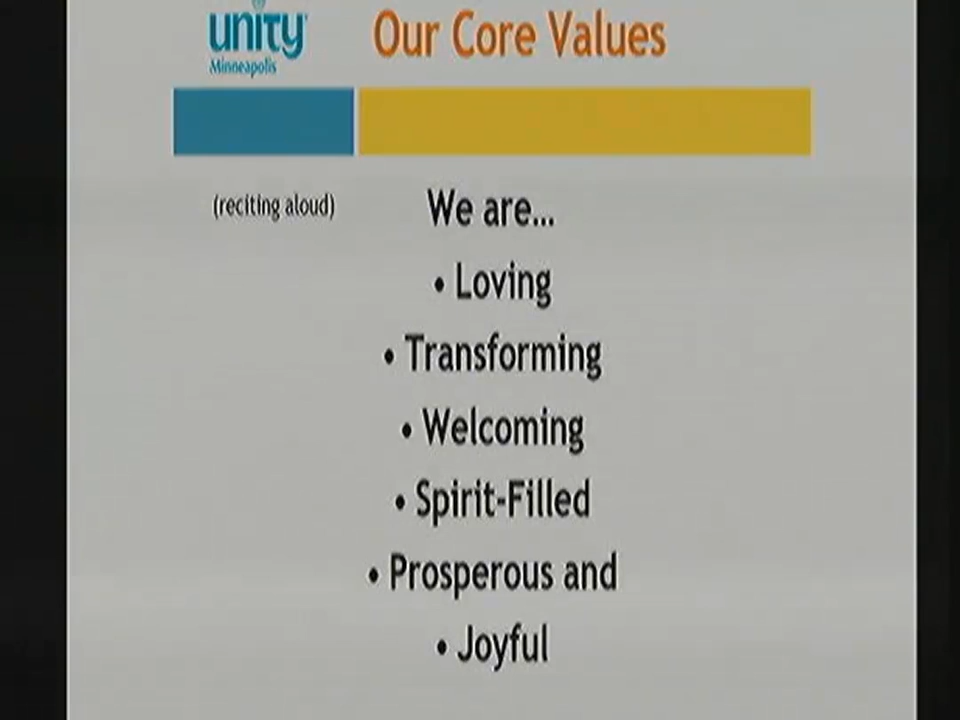 unity
Minneapolis
Our Core Values
(reciting aloud)
We are...
• Loving
• Transforming
• Welcoming
• Spirit-Filled
• Prosperous and
• Joyful